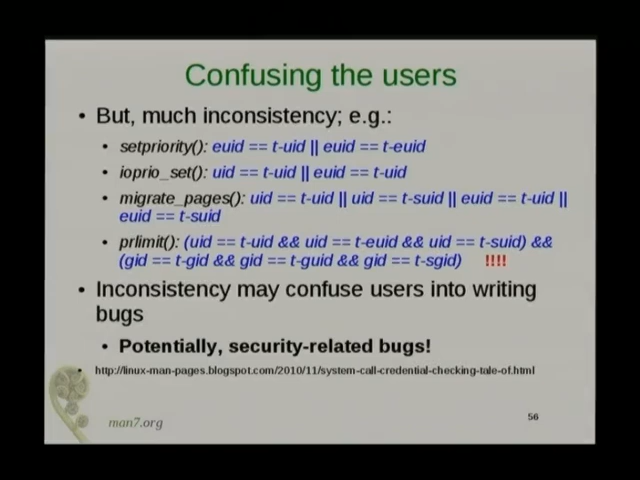 Confusing the users
• But, much inconsistency; e.g.:
• setpriority(): euid == t-uid || euid == t-euid
• ioprio_set(): uid == t-uid || euid == t-uid
• migrate_pages(): uid == t-uid || uid == t-suid || euid == t-uid ||
euid == t-suid
• prlimit(): (uid == t-uid && uid == t-euid && uid == t-suid) &&
(gid == t-gid && gid == t-guid && gid == t-sgid) !!!!
• Inconsistency may confuse users into writing
bugs
• Potentially, security-related bugs!
• http://linux-man-pages.blogspot.com/2010/11/system-call-credential-checking-tale-of.html
man7.org
56